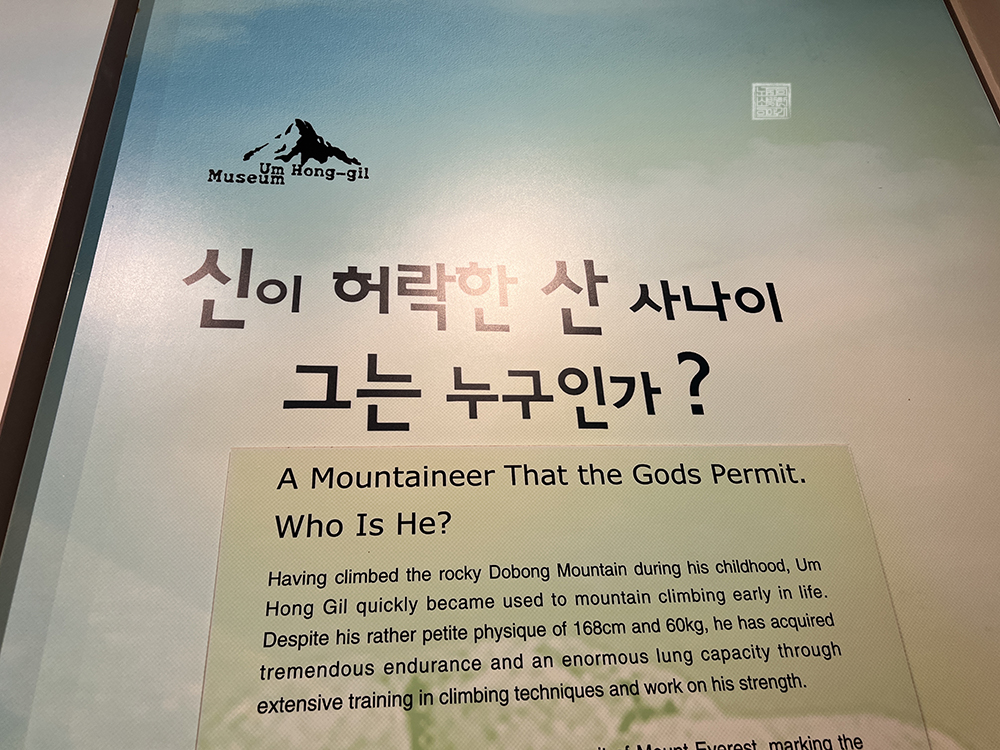 Um Hong-gil
Museum
신이 허락한 산 사나이
그는 누구인가?
A Mountaineer That the Gods Permit.
Who Is He?
Having climbed the rocky Dobong Mountain during his childhood, Um
Hong Gil quickly became used to mountain climbing early in life.
Despite his rather petite physique of 168cm and 60kg, he has acquired
tremendous endurance and an enormous lung capacity through
extensive training in climbing techniques and work on his strength.
of Mount Everest, marking the